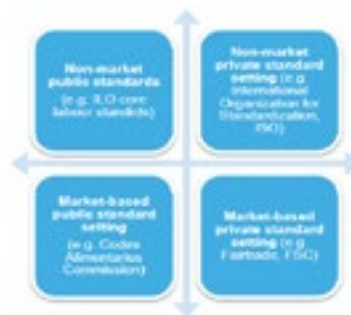 Non-market
public standards
(e.g. ILO core
labour standards)
Non-market
private standard
setting (e.g
International
Organization for
Standardization,
ISO)
Market-based
public standard
setting
(e.g. Codex
Alimentarius
Commission)
Market-based
private standard
setting (e.g
Fairtrade, FSC)